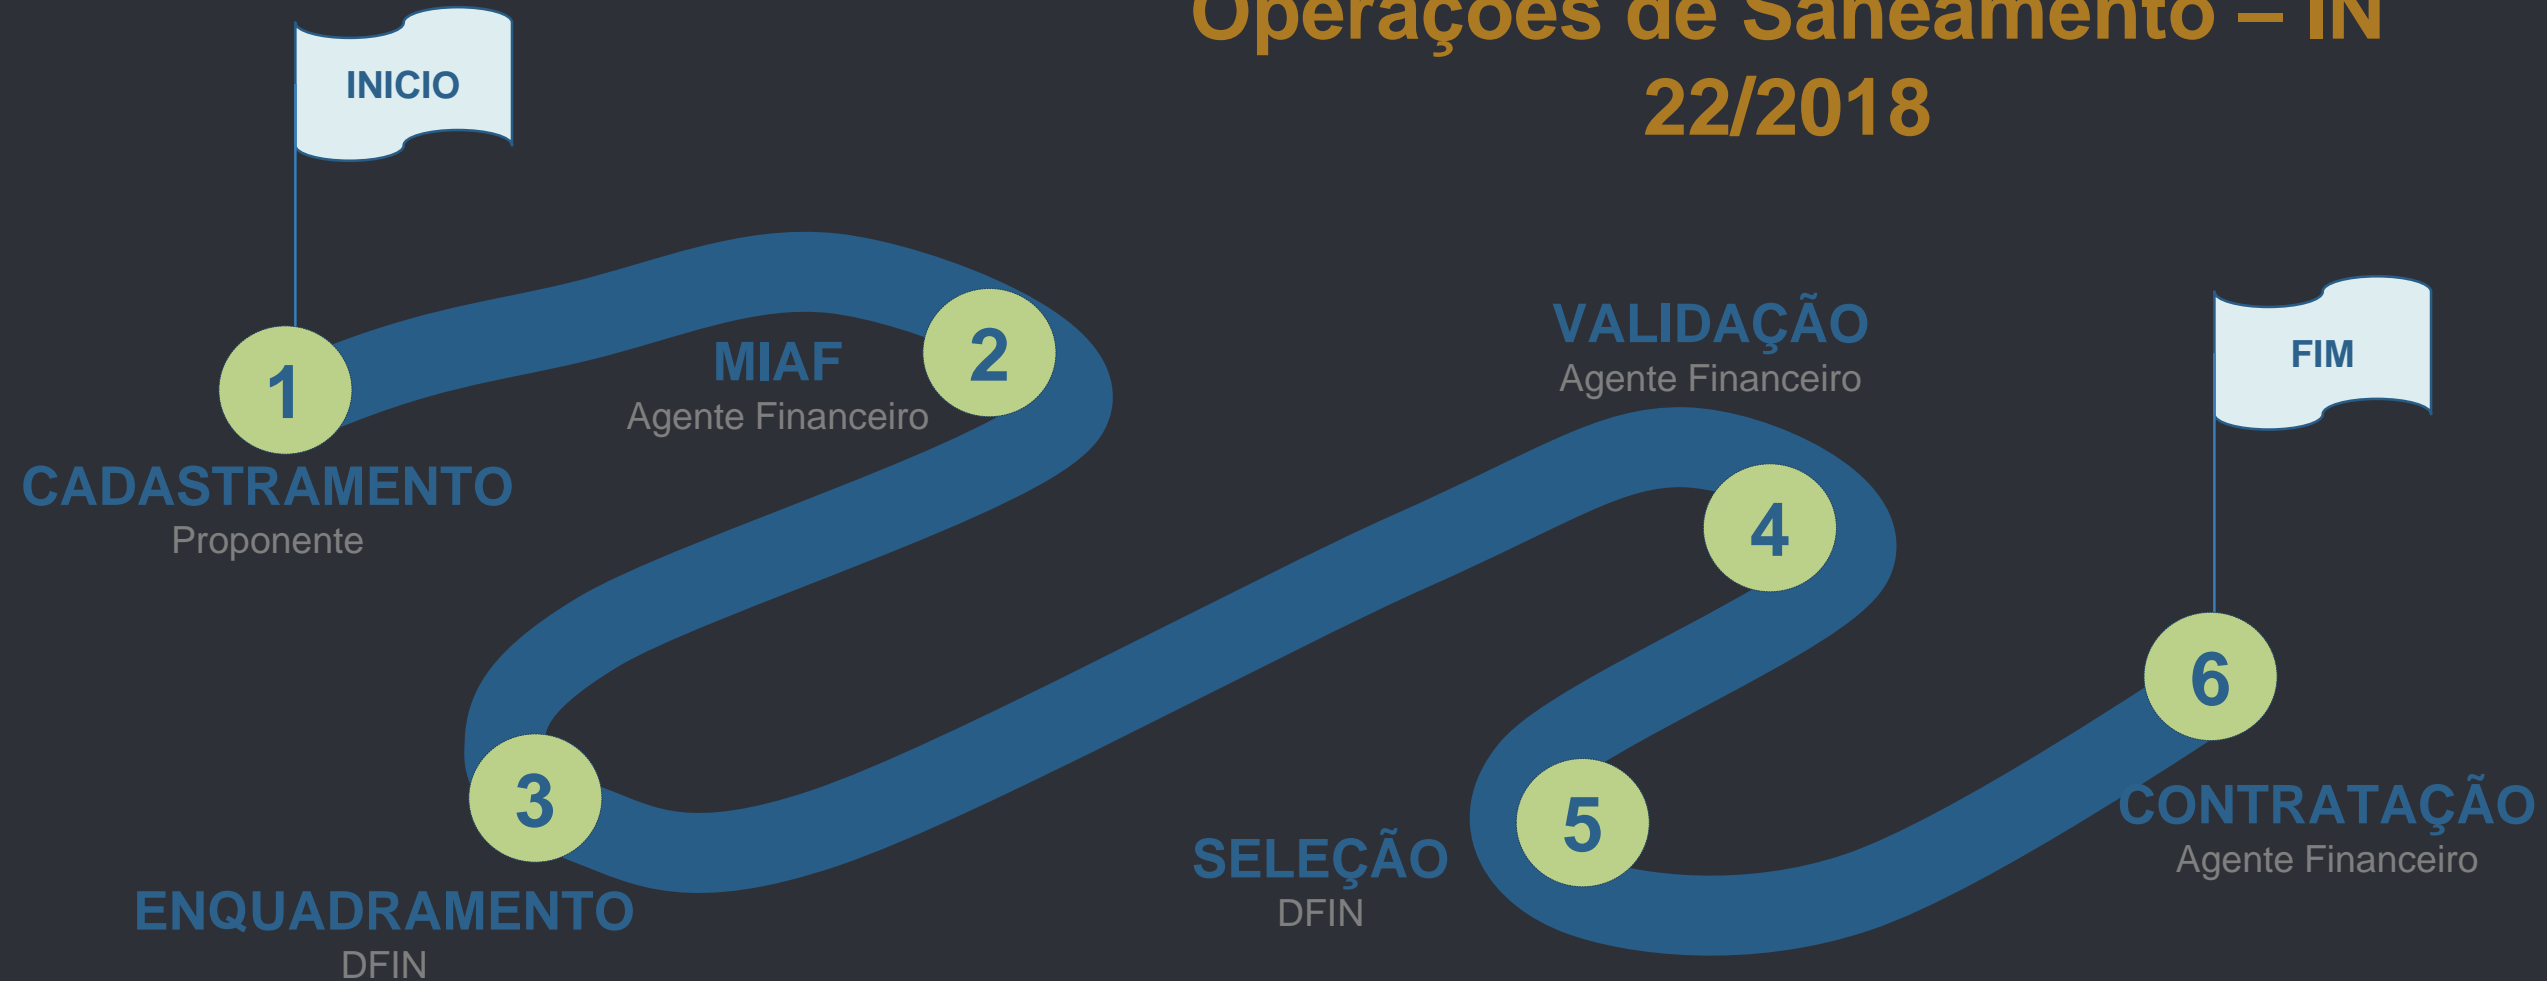 Operações de Saneamento – IN
22/2018
INICIO
1
CADASTRAMENTO
Proponente
2
MIAF
Agente Financeiro
3
ENQUADRAMENTO
DFIN
4
VALIDAÇÃO
Agente Financeiro
5
SELEÇÃO
DFIN
6
CONTRATAÇÃO
Agente Financeiro
FIM